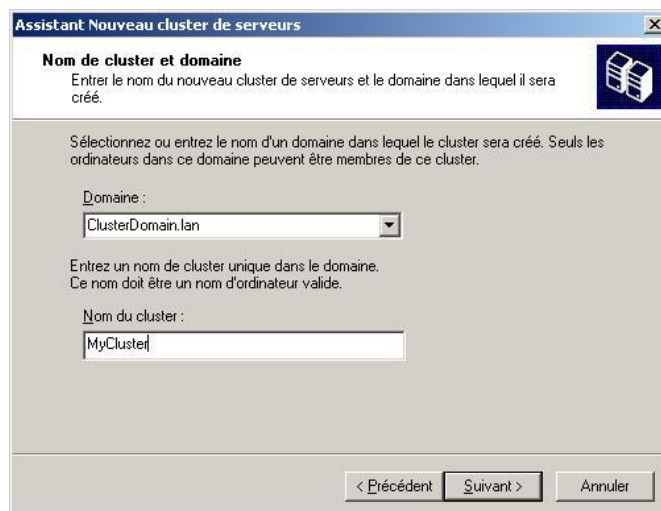 Assistant Nouveau cluster de serveurs
Nom de cluster et domaine
Entrer le nom du nouveau cluster de serveurs et le domaine dans lequel il sera
créé.
Sélectionnez ou entrez le nom d'un domaine dans lequel le cluster sera créé. Seuls les
ordinateurs dans ce domaine peuvent être membres de ce cluster.
Domaine :
ClusterDomain.lan
Entrez un nom de cluster unique dans le domaine.
Ce nom doit être un nom d'ordinateur valide.
Nom du cluster :
MyCluster
< Précédent Suivant > Annuler